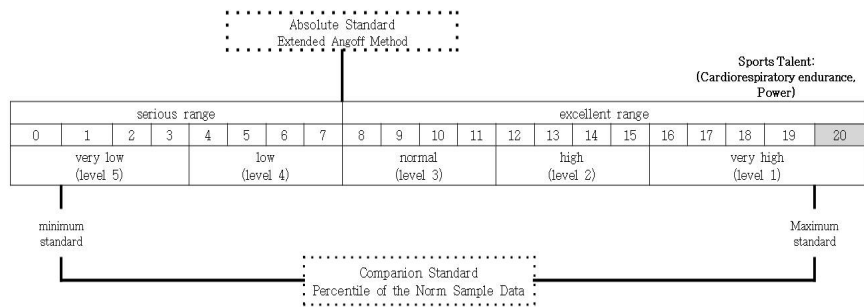 Absolute Standard
Extended Angoff Method
Sports Talent:
(Cardiorespiratory endurance,
Power)
serious range excellent range
0 1 2 3 4 5 6 7 8 9 10 11 12 13 14 15 16 17 18 19 20
very low low normal high very high
(level 5) (level 4) (level 3) (level 2) (level 1)
minimum Maximum
standard standard
Companion Standard
Percentile of the Norm Sample Data